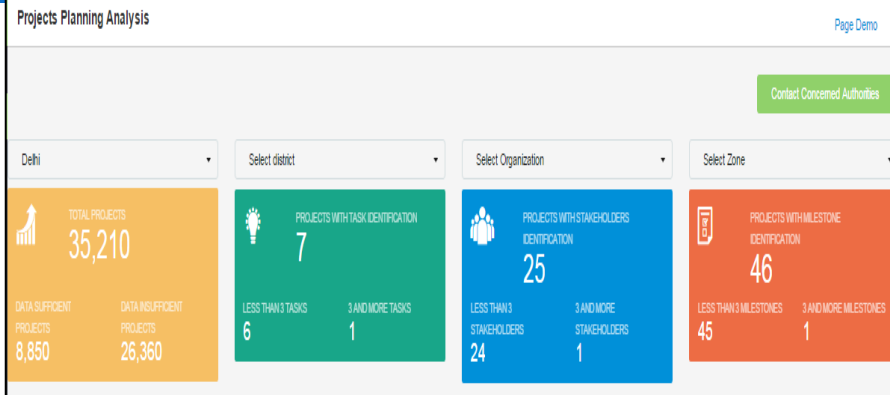 Projects Planning Analysis
Page Demo
Contact Concerned Authorities
Delhi
Select district
Select Organization
Select Zone
TOTAL PROJECTS
35,210
DATA SUFFICIENT
PROJECTS
8,850
DATA INSUFFICIENT
PROJECTS
26,360
PROJECTS WITH TASK IDENTIFICATION
7
LESS THAN 3 TASKS
6
3 AND MORE TASKS
1
PROJECTS WITH STAKEHOLDERS
IDENTIFICATION
25
LESS THAN 3
STAKEHOLDERS
24
3 AND MORE
STAKEHOLDERS
1
PROJECTS WITH MILESTONE
IDENTIFICATION
46
LESS THAN 3 MILESTONES
45
3 AND MORE MILESTONES
1